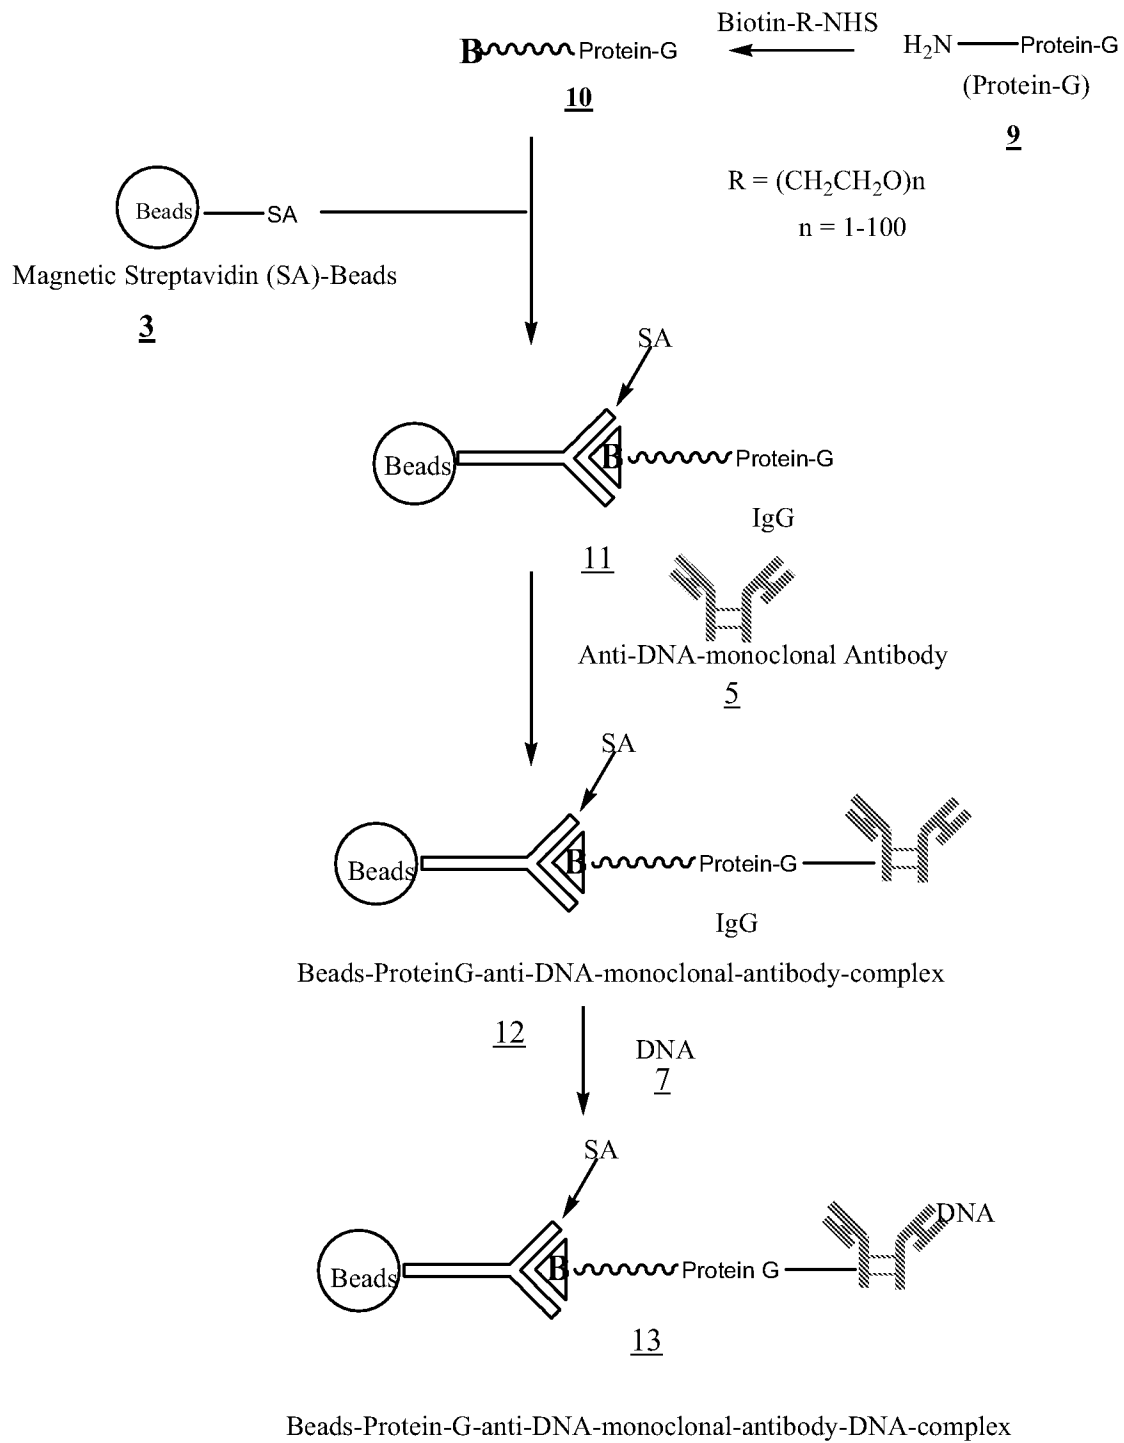 Biotin-R-NHS
B Protein-G
H₂N Protein-G
(Protein-G)
10
9
R = (CH₂CH₂O)n
n = 1-100
Beads SA
Magnetic Streptavidin (SA)-Beads
3
SA
Beads B Protein-G
IgG
11
Anti-DNA-monoclonal Antibody
5
SA
Beads B Protein-G
IgG
Beads-ProteinG-anti-DNA-monoclonal-antibody-complex
12
DNA
7
SA
DNA
Beads B Protein G
13
Beads-Protein-G-anti-DNA-monoclonal-antibody-DNA-complex